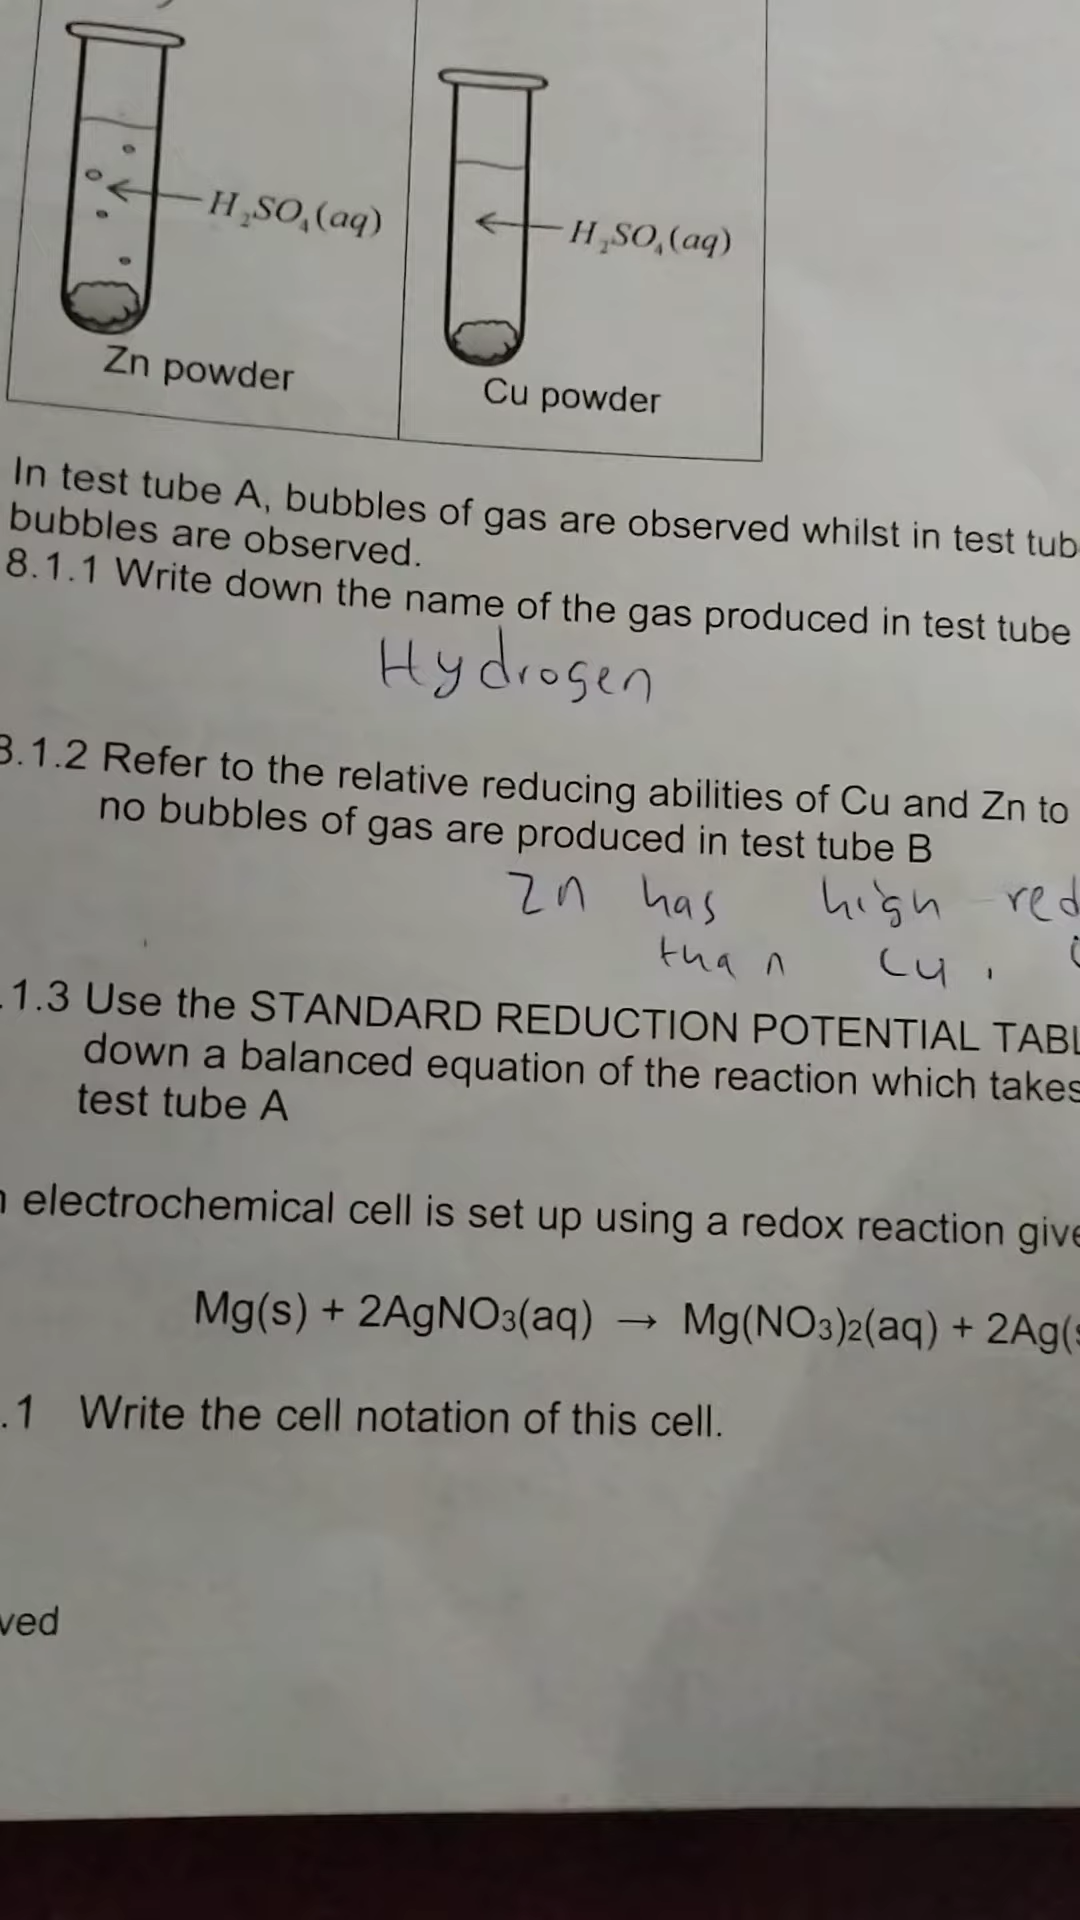 H₂SO₄(aq)
H₂SO₄(aq)
Zn powder
Cu powder
In test tube A, bubbles of gas are observed whilst in test tub
bubbles are observed.
8.1.1 Write down the name of the gas produced in test tube
Hydrogen
8.1.2 Refer to the relative reducing abilities of Cu and Zn to
no bubbles of gas are produced in test tube B
Zn has high red
than Cu.
.1.3 Use the STANDARD REDUCTION POTENTIAL TABL
down a balanced equation of the reaction which takes
test tube A
n electrochemical cell is set up using a redox reaction give
Mg(s) + 2AgNO3(aq) → Mg(NO3)2(aq) + 2Ag(s
.1 Write the cell notation of this cell.
ved